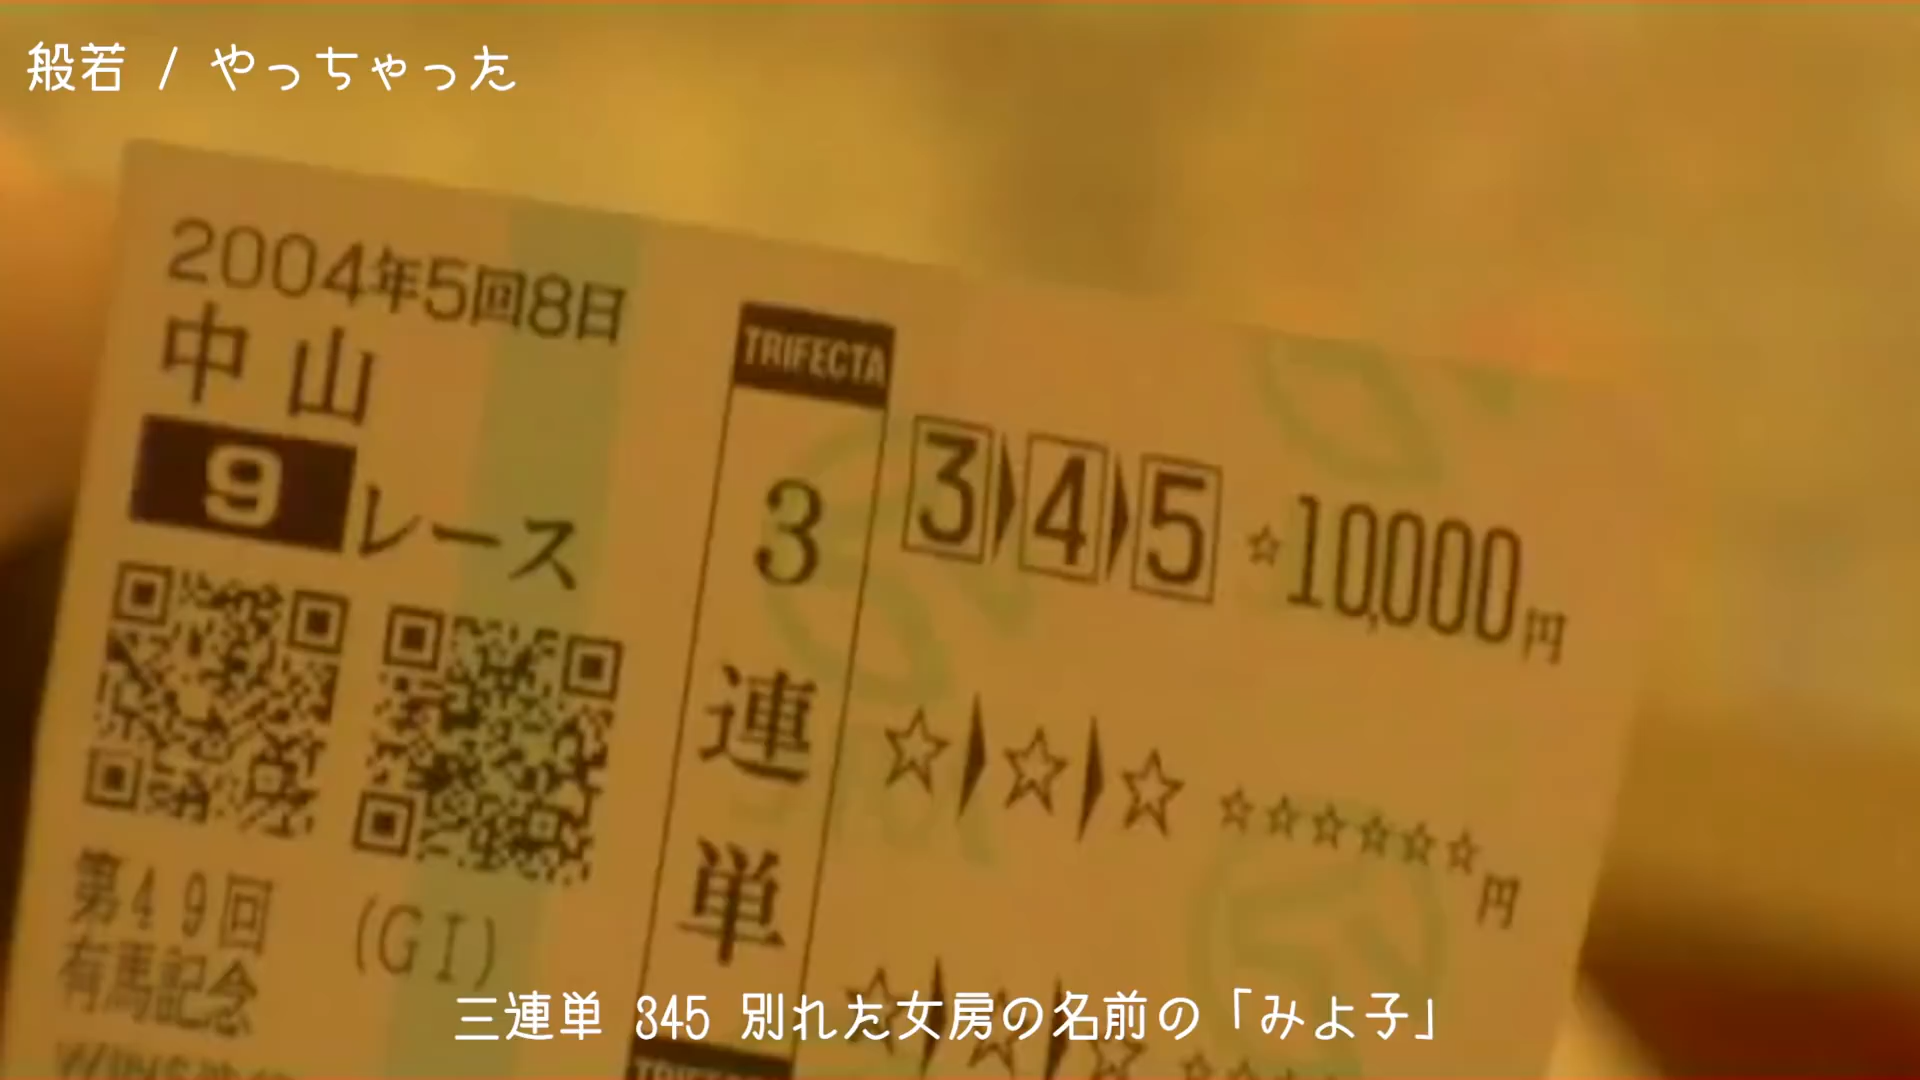 般若 / やっちゃった
2004年5回8日
中山
9レース
第49回
有馬記念
(GI)
TRIFECTA
3連単
3 4 5 ☆10,000円
☆ ☆ ☆ ☆☆☆☆☆☆円
三連単 345 別れた女房の名前の「みよ子」